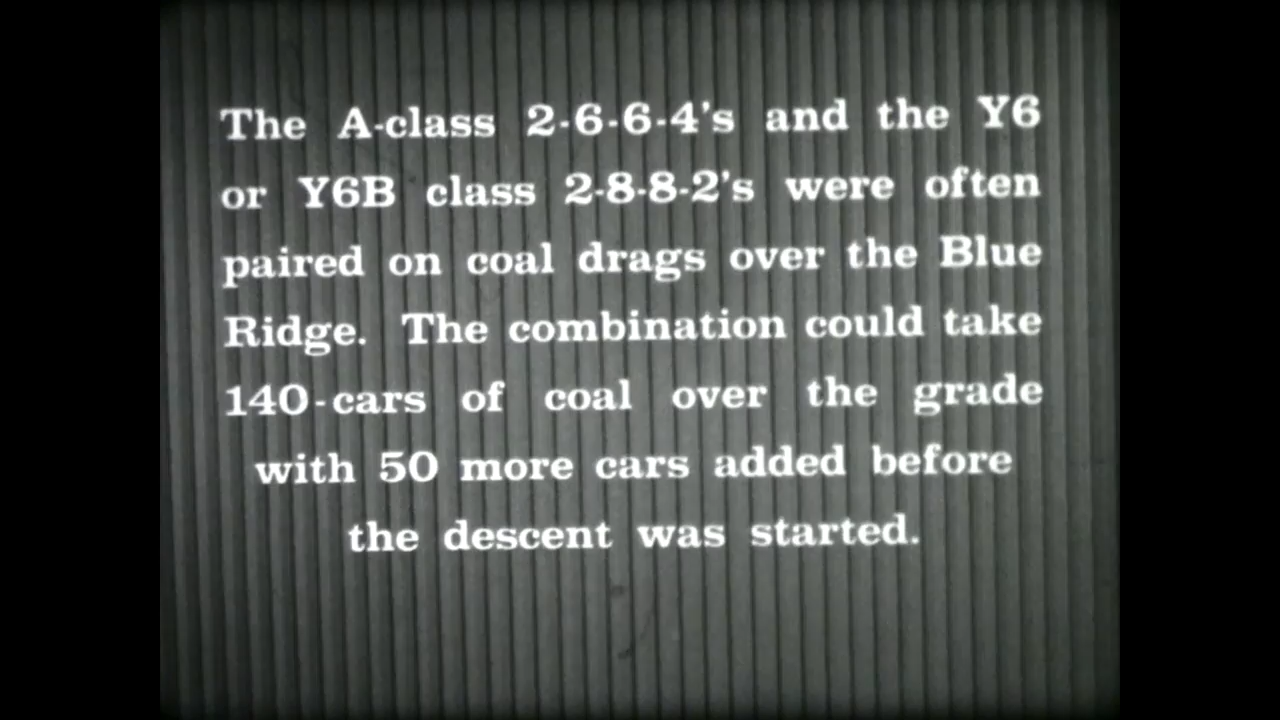 The A-class 2-6-6-4's and the Y6
or Y6B class 2-8-8-2's were often
paired on coal drags over the Blue
Ridge. The combination could take
140-cars of coal over the grade
with 50 more cars added before
the descent was started.